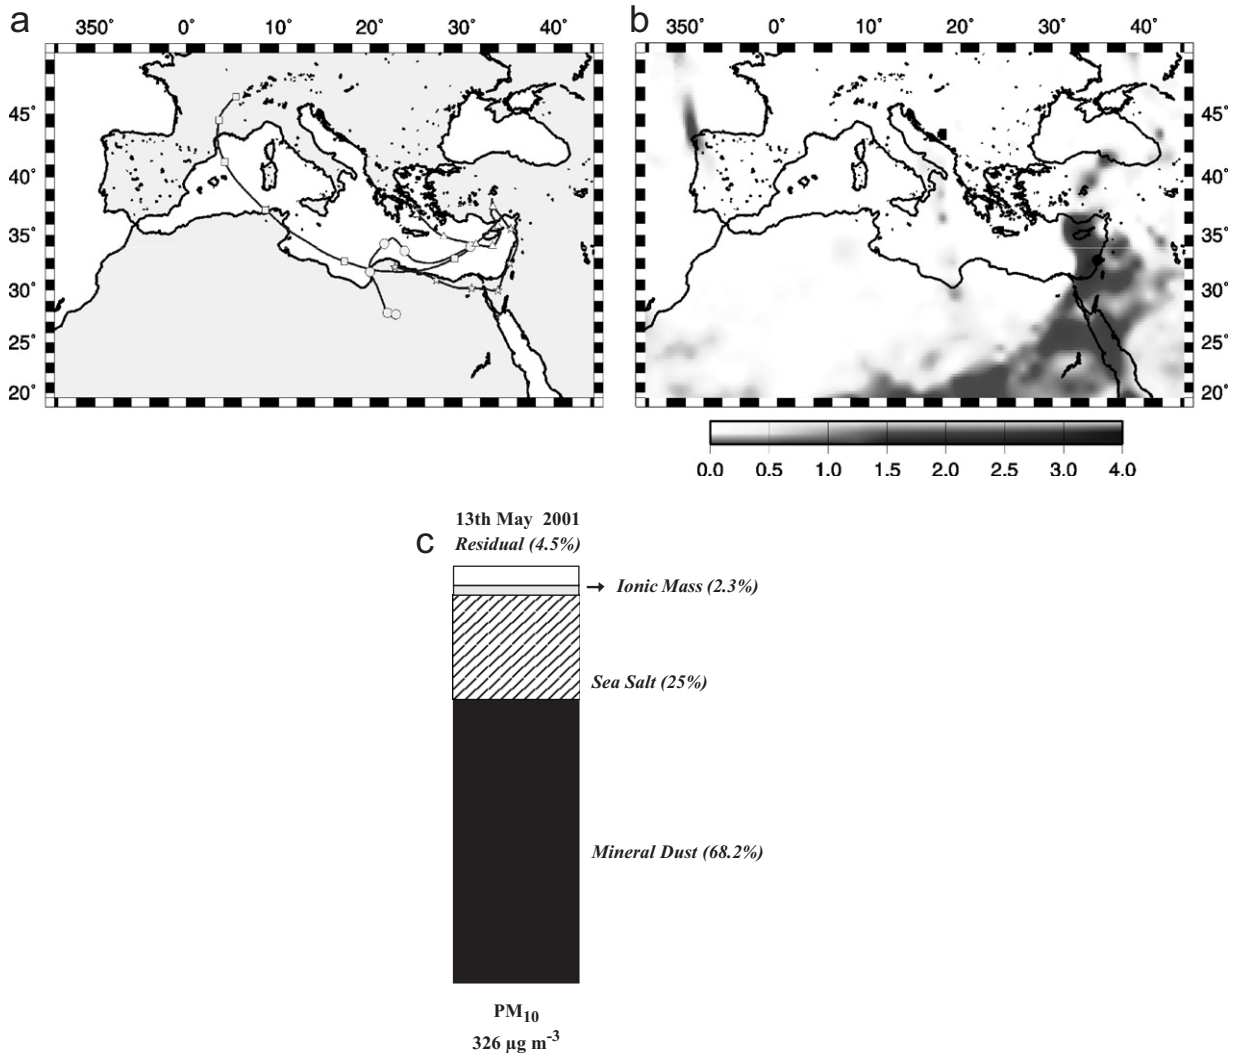 a
350° 0° 10° 20° 30° 40°
45°
40°
35°
30°
25°
20°
b
350° 0° 10° 20° 30° 40°
45°
40°
35°
30°
25°
20°
0.0 0.5 1.0 1.5 2.0 2.5 3.0 4.0
c
13th May 2001
Residual (4.5%)
Ionic Mass (2.3%)
Sea Salt (25%)
Mineral Dust (68.2%)
PM10
326 µg m-3